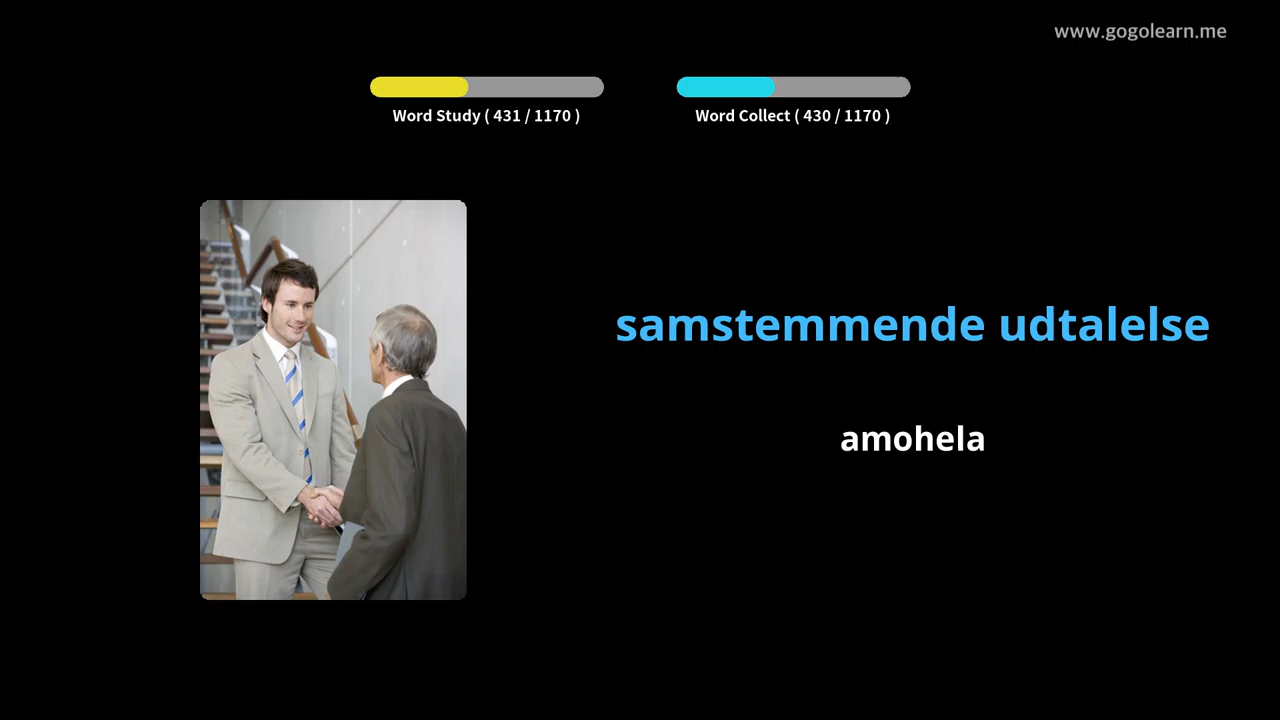 www.gogolearn.me
Word Study ( 431 / 1170 )
Word Collect ( 430 / 1170 )
samstemmende udtalelse
amohela